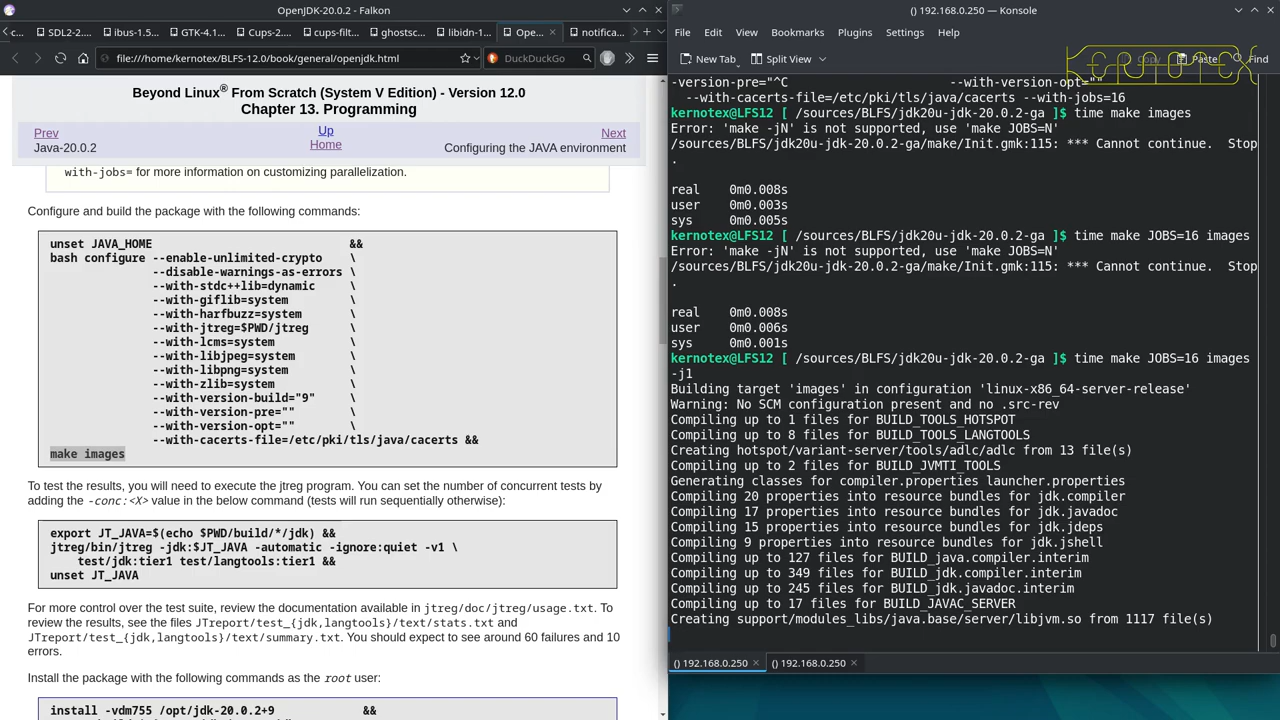 OpenJDK-20.0.2 - Falkon
c...
SDL2-2....
ibus-1.5...
GTK-4.1...
Cups-2....
cups-filt...
ghostsc...
libidn-1...
Ope...
notifica...
file:///home/kernotex/BLFS-12.0/book/general/openjdk.html
DuckDuckGo
Beyond Linux® From Scratch (System V Edition) - Version 12.0
Chapter 13. Programming
Prev
Up
Next
Java-20.0.2
Home
Configuring the JAVA environment
with-jobs= for more information on customizing parallelization.
Configure and build the package with the following commands:
unset JAVA_HOME &&
bash configure --enable-unlimited-crypto \
--disable-warnings-as-errors \
--with-stdc++lib=dynamic \
--with-giflib=system \
--with-harfbuzz=system \
--with-jtreg=$PWD/jtreg \
--with-lcms=system \
--with-libjpeg=system \
--with-libpng=system \
--with-zlib=system \
--with-version-build="9" \
--with-version-pre="" \
--with-version-opt="" \
--with-cacerts-file=/etc/pki/tls/java/cacerts &&
make images
To test the results, you will need to execute the jtreg program. You can set the number of concurrent tests by
adding the -conc:<X> value in the below command (tests will run sequentially otherwise):
export JT_JAVA=$(echo $PWD/build/*/jdk) &&
jtreg/bin/jtreg -jdk:$JT_JAVA -automatic -ignore:quiet -v1 \
test/jdk:tier1 test/langtools:tier1 &&
unset JT_JAVA
For more control over the test suite, review the documentation available in jtreg/doc/jtreg/usage.txt. To
review the results, see the files JTreport/test_{jdk,langtools}/text/stats.txt and
JTreport/test_{jdk,langtools}/text/summary.txt. You should expect to see around 60 failures and 10
errors.
Install the package with the following commands as the root user:
install -vdm755 /opt/jdk-20.0.2+9 &&
() 192.168.0.250 — Konsole
File Edit View Bookmarks Plugins Settings Help
New Tab
Split View
Copy
Paste
Find
KERNOTEX
-version-pre="^C --with-version-opt=""
--with-cacerts-file=/etc/pki/tls/java/cacerts --with-jobs=16
kernotex@LFS12 [ /sources/BLFS/jdk20u-jdk-20.0.2-ga ]$ time make images
Error: 'make -jN' is not supported, use 'make JOBS=N'
/sources/BLFS/jdk20u-jdk-20.0.2-ga/make/Init.gmk:115: *** Cannot continue.  Stop
.
real 0m0.008s
user 0m0.003s
sys 0m0.005s
kernotex@LFS12 [ /sources/BLFS/jdk20u-jdk-20.0.2-ga ]$ time make JOBS=16 images
Error: 'make -jN' is not supported, use 'make JOBS=N'
/sources/BLFS/jdk20u-jdk-20.0.2-ga/make/Init.gmk:115: *** Cannot continue.  Stop
.
real 0m0.008s
user 0m0.006s
sys 0m0.001s
kernotex@LFS12 [ /sources/BLFS/jdk20u-jdk-20.0.2-ga ]$ time make JOBS=16 images
-j1
Building target 'images' in configuration 'linux-x86_64-server-release'
Warning: No SCM configuration present and no .src-rev
Compiling up to 1 files for BUILD_TOOLS_HOTSPOT
Compiling up to 8 files for BUILD_TOOLS_LANGTOOLS
Creating hotspot/variant-server/tools/adlc/adlc from 13 file(s)
Compiling up to 2 files for BUILD_JVMTI_TOOLS
Generating classes for compiler.properties launcher.properties
Compiling 20 properties into resource bundles for jdk.compiler
Compiling 17 properties into resource bundles for jdk.javadoc
Compiling 15 properties into resource bundles for jdk.jdeps
Compiling 9 properties into resource bundles for jdk.jshell
Compiling up to 127 files for BUILD_java.compiler.interim
Compiling up to 349 files for BUILD_jdk.compiler.interim
Compiling up to 245 files for BUILD_jdk.javadoc.interim
Compiling up to 17 files for BUILD_JAVAC_SERVER
Creating support/modules_libs/java.base/server/libjvm.so from 1117 file(s)
() 192.168.0.250
() 192.168.0.250